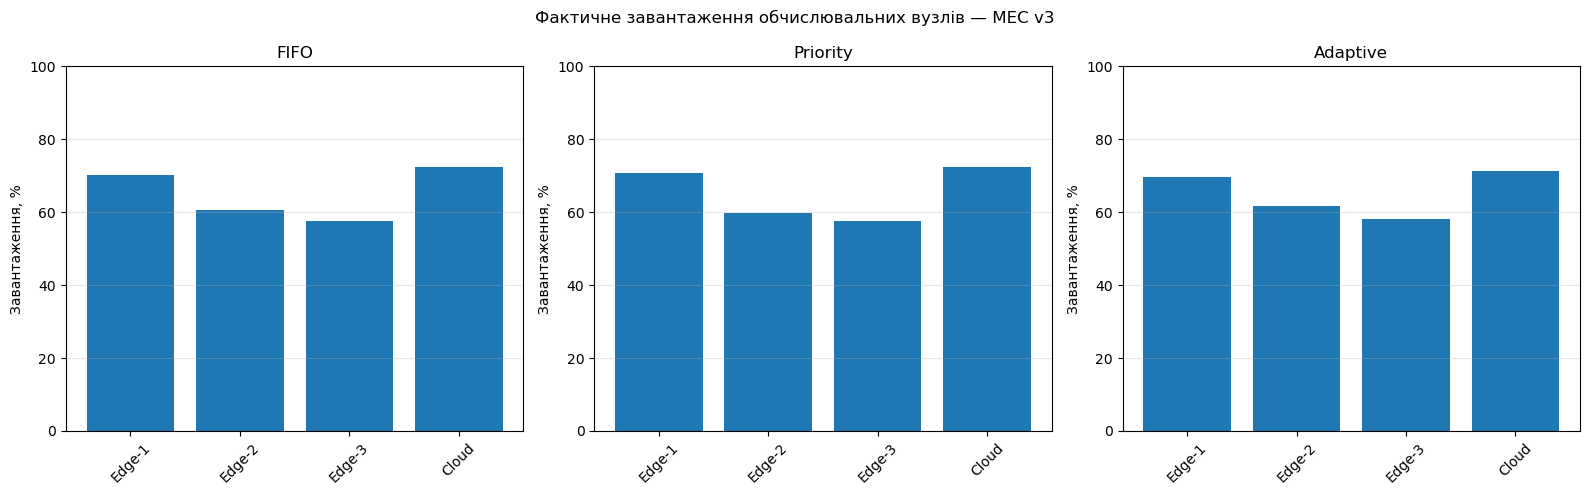 Фактичне завантаження обчислювальних вузлів — MEC v3
FIFO
Завантаження, %
100
80
60
40
20
0
Edge-1
Edge-2
Edge-3
Cloud
Priority
Завантаження, %
100
80
60
40
20
0
Edge-1
Edge-2
Edge-3
Cloud
Adaptive
Завантаження, %
100
80
60
40
20
0
Edge-1
Edge-2
Edge-3
Cloud